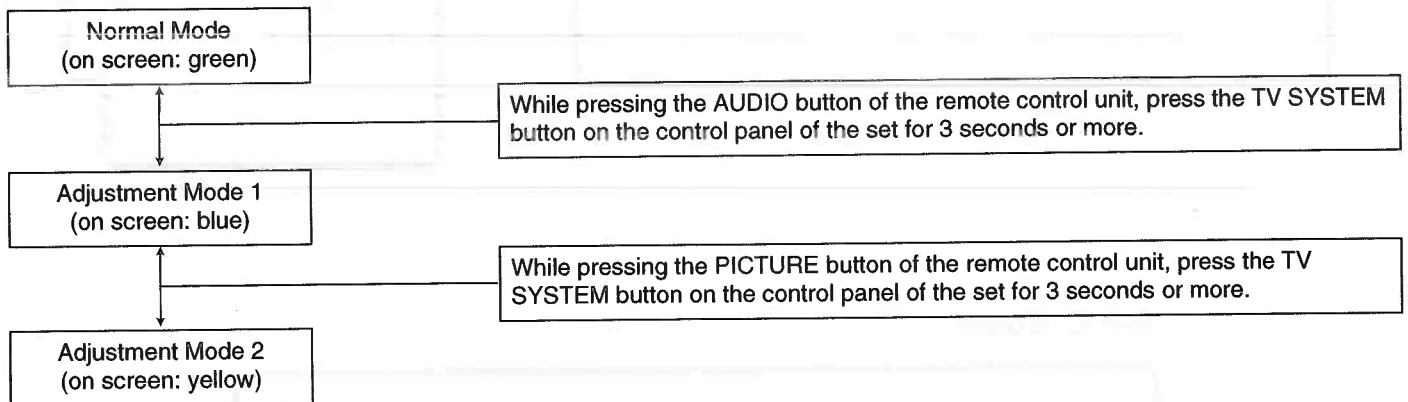 Normal Mode
(on screen: green)
While pressing the AUDIO button of the remote control unit, press the TV SYSTEM
button on the control panel of the set for 3 seconds or more.
Adjustment Mode 1
(on screen: blue)
While pressing the PICTURE button of the remote control unit, press the TV
SYSTEM button on the control panel of the set for 3 seconds or more.
Adjustment Mode 2
(on screen: yellow)